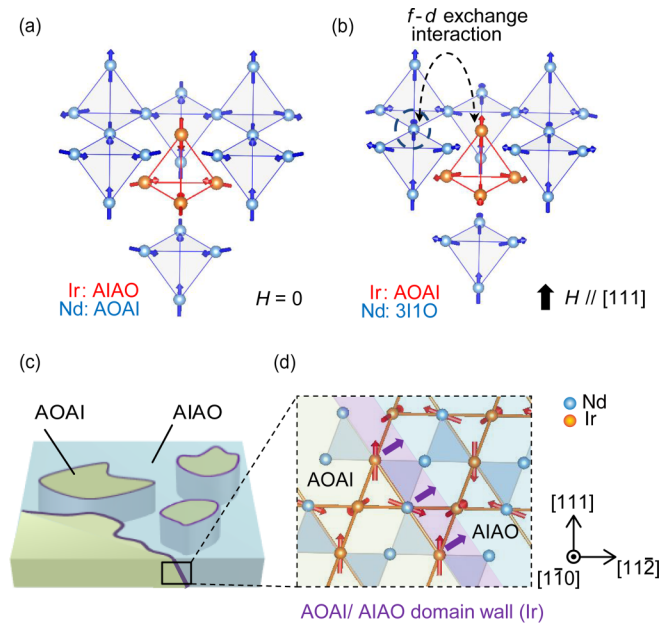 (a)
(b)
f-d exchange
interaction
Ir: AIAO
Nd: AOAI
H = 0
Ir: AOAI
Nd: 3I1O
H // [111]
(c)
(d)
AOAI
AIAO
Nd
Ir
AOAI
AIAO
[111]
[11̄0]
[112̄]
AOAI/ AIAO domain wall (Ir)